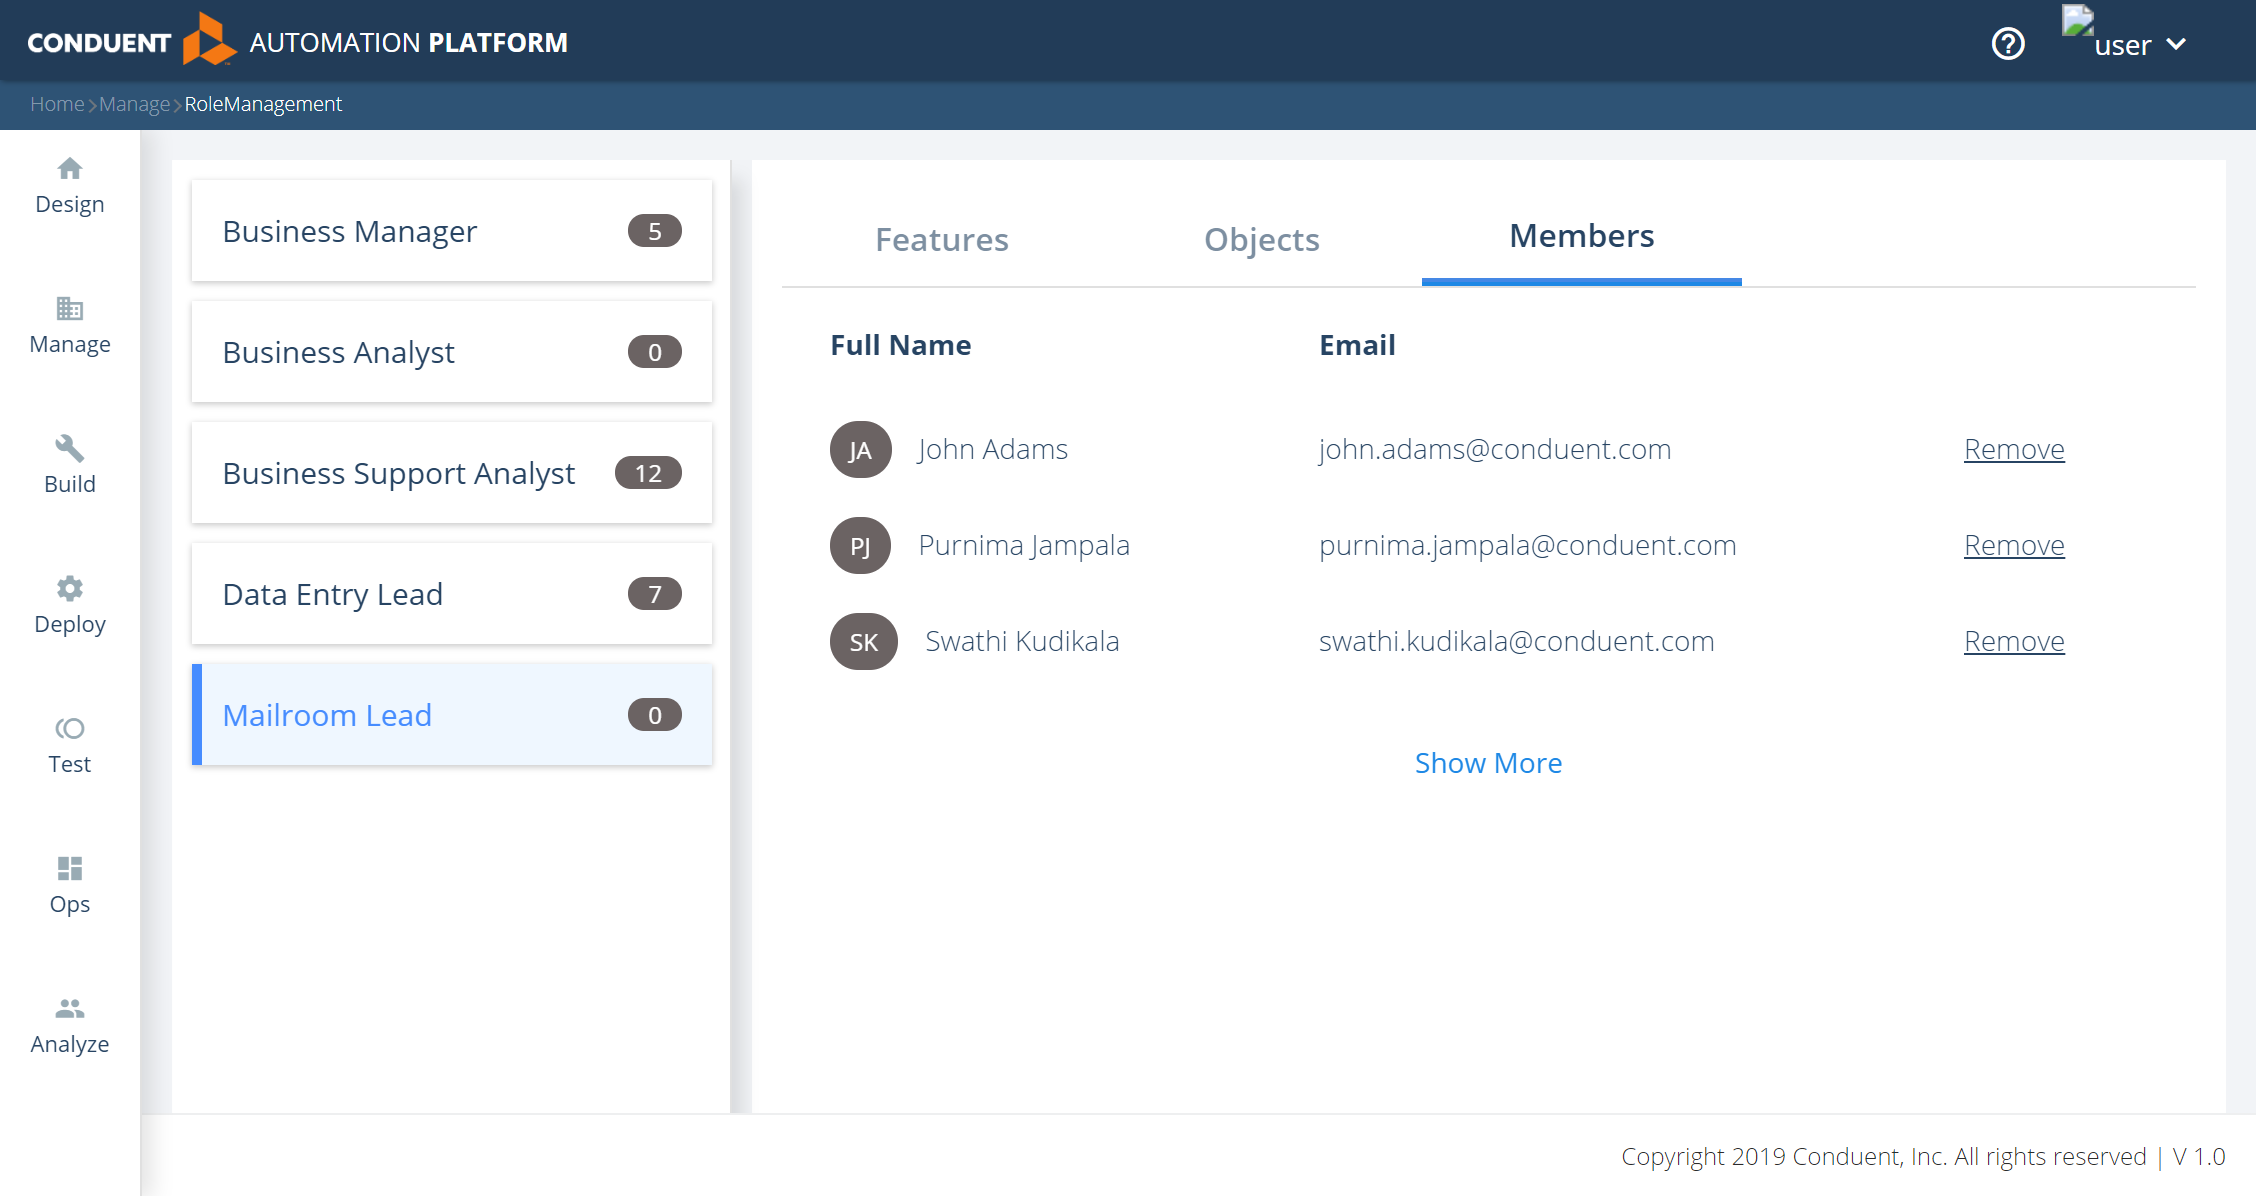 CONDUENT AUTOMATION PLATFORM
user
Home Manage RoleManagement
Design
Manage
Build
Deploy
Test
Ops
Analyze
Business Manager 5
Business Analyst 0
Business Support Analyst 12
Data Entry Lead 7
Mailroom Lead 0
Features Objects Members
Full Name Email
JA John Adams john.adams@conduent.com Remove
PJ Purnima Jampala purnima.jampala@conduent.com Remove
SK Swathi Kudikala swathi.kudikala@conduent.com Remove
Show More
Copyright 2019 Conduent, Inc. All rights reserved | V 1.0